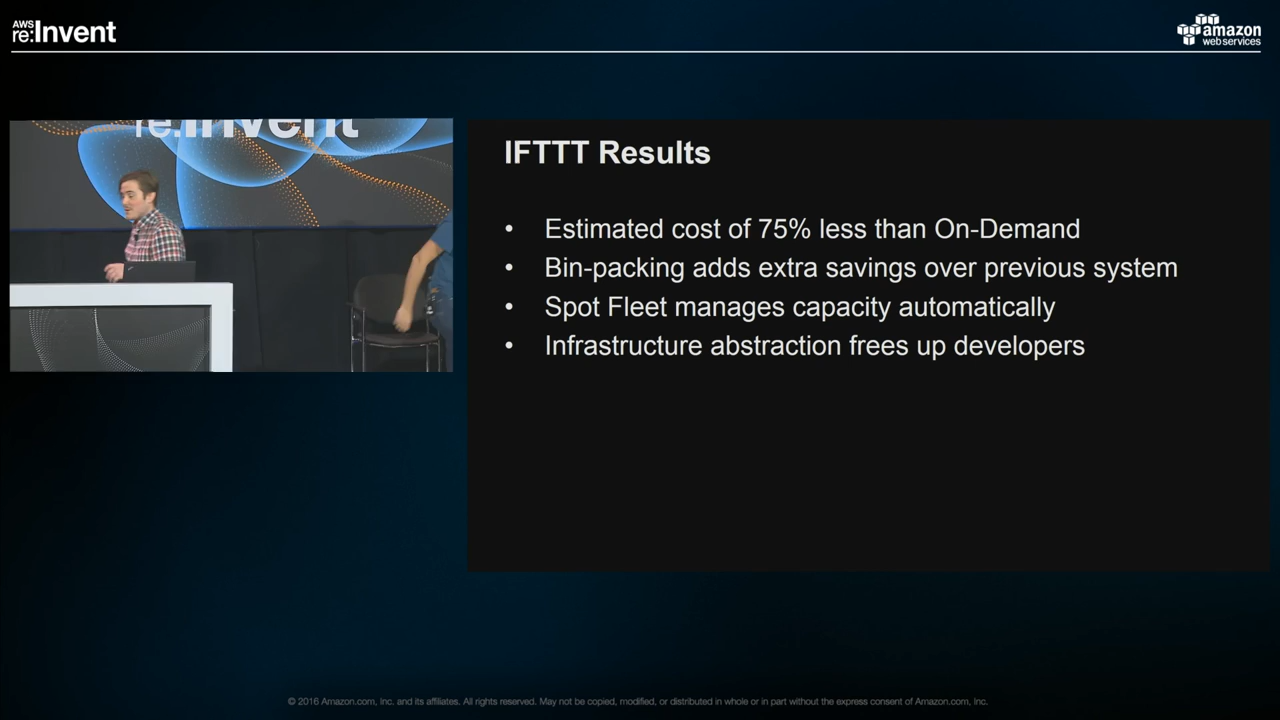 AWS
re:Invent
amazon
web services
re:Invent
IFTTT Results
• Estimated cost of 75% less than On-Demand
• Bin-packing adds extra savings over previous system
• Spot Fleet manages capacity automatically
• Infrastructure abstraction frees up developers
© 2016 Amazon.com, Inc. and its affiliates. All rights reserved. May not be copied, modified, or distributed in whole or in part without the express consent of Amazon.com, Inc.